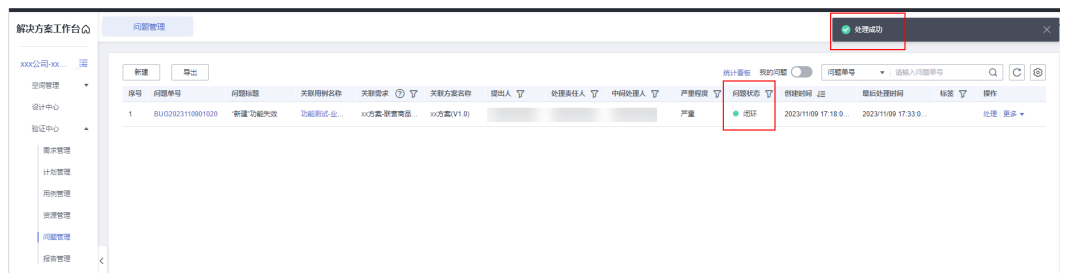 解决方案工作台
问题管理
处理成功
xxx公司-xx...
空间管理
设计中心
验证中心
需求管理
计划管理
用例管理
资源管理
问题管理
报告管理
新建 导出
统计看板 我的问题 问题单号 请输入问题单号
序号 问题单号 问题标题 关联用例名称 关联需求 关联方案名称 提出人 处理责任人 中间处理人 严重程度 问题状态 创建时间 最后处理时间 标签 操作
1 BUG2023110901020 “新建”功能失效 功能测试-业... xx方案-联营商品... xx方案(V1.0) 严重 闭环 2023/11/09 17:18:0... 2023/11/09 17:33:0... 处理 更多